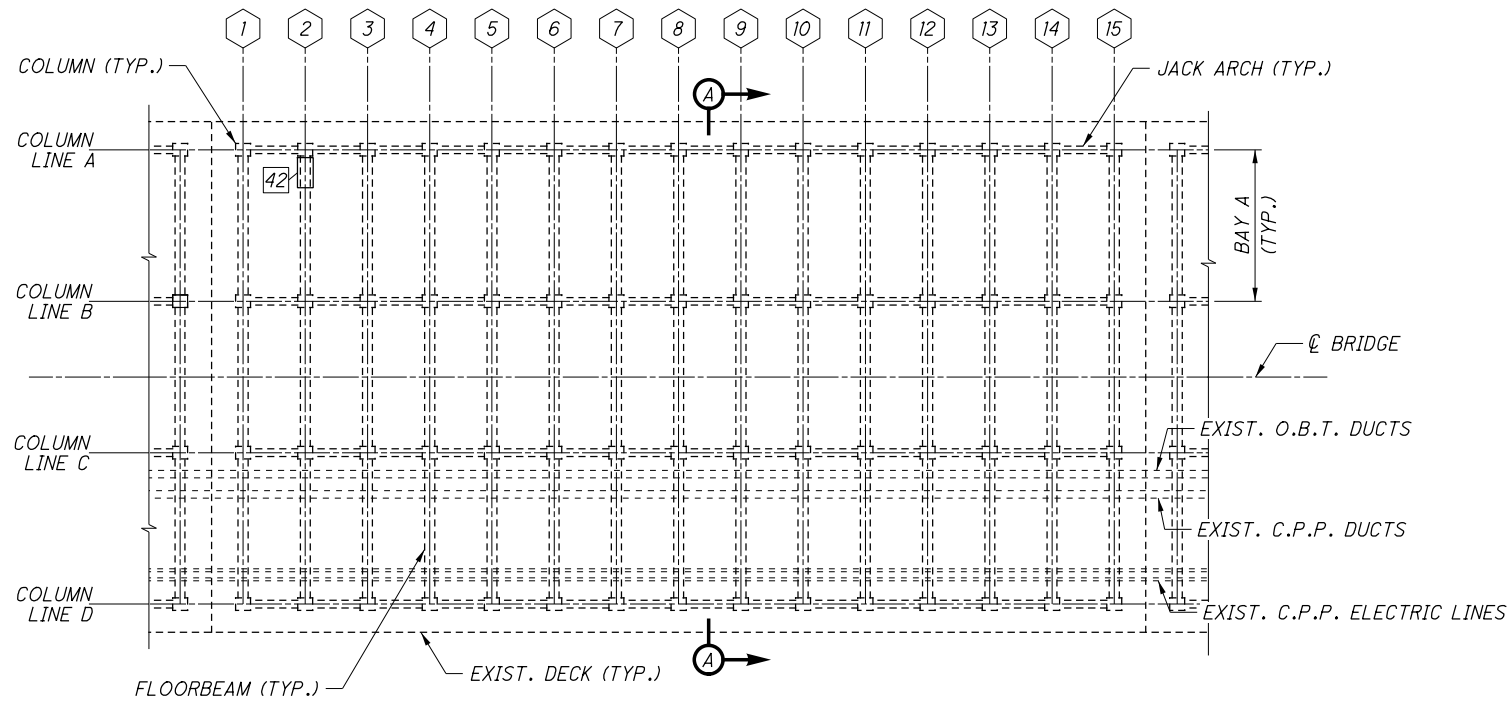 1 2 3 4 5 6 7 8 9 10 11 12 13 14 15
COLUMN (TYP.)
JACK ARCH (TYP.)
A
COLUMN
LINE A
42
BAY A
(TYP.)
COLUMN
LINE B
℄ BRIDGE
COLUMN
LINE C
EXIST. O.B.T. DUCTS
EXIST. C.P.P. DUCTS
COLUMN
LINE D
EXIST. C.P.P. ELECTRIC LINES
A
EXIST. DECK (TYP.)
FLOORBEAM (TYP.)